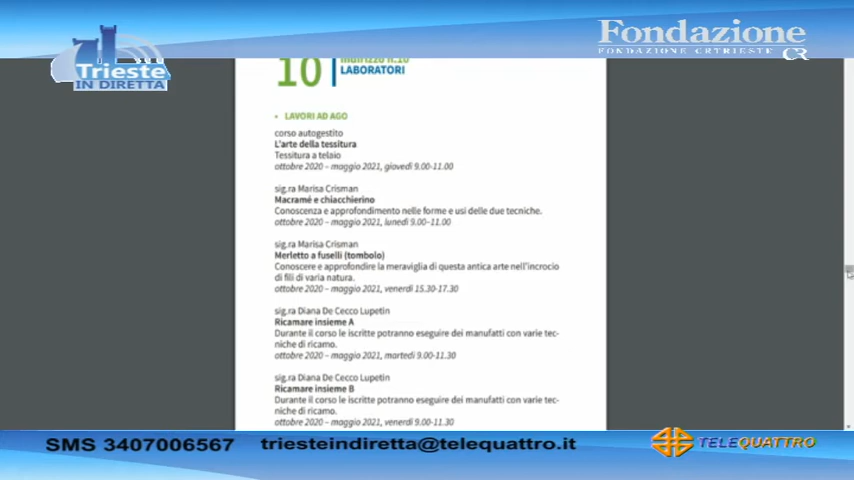 Trieste
IN DIRETTA
Fondazione
FONDAZIONE CRTRIESTE
CR
10
Indirizzo n.10
LABORATORI
• LAVORI AD AGO
corso autogestito
L'arte della tessitura
Tessitura a telaio
ottobre 2020 – maggio 2021, giovedì 9.00-11.00
sig.ra Marisa Crisman
Macramé e chiacchierino
Conoscenza e approfondimento nelle forme e usi delle due tecniche.
ottobre 2020 – maggio 2021, lunedì 9.00–11.00
sig.ra Marisa Crisman
Merletto a fuselli (tombolo)
Conoscere e approfondire la meraviglia di questa antica arte nell'incrocio
di fili di varia natura.
ottobre 2020 – maggio 2021, venerdì 15.30-17.30
sig.ra Diana De Cecco Lupetin
Ricamare insieme A
Durante il corso le iscritte potranno eseguire dei manufatti con varie tec-
niche di ricamo.
ottobre 2020 – maggio 2021, martedì 9.00-11.30
sig.ra Diana De Cecco Lupetin
Ricamare insieme B
Durante il corso le iscritte potranno eseguire dei manufatti con varie tec-
niche di ricamo.
ottobre 2020 – maggio 2021, venerdì 9.00-11.30
SMS 3407006567 triesteindiretta@telequattro.it
TELEQUATTRO